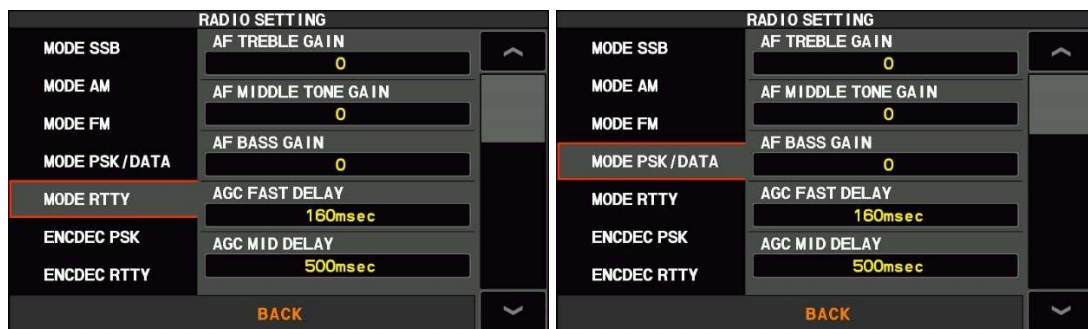 RADIO SETTING
MODE SSB
MODE AM
MODE FM
MODE PSK/DATA
MODE RTTY
ENCDEC PSK
ENCDEC RTTY
AF TREBLE GAIN
0
AF MIDDLE TONE GAIN
0
AF BASS GAIN
0
AGC FAST DELAY
160msec
AGC MID DELAY
500msec
BACK
RADIO SETTING
MODE SSB
MODE AM
MODE FM
MODE PSK/DATA
MODE RTTY
ENCDEC PSK
ENCDEC RTTY
AF TREBLE GAIN
0
AF MIDDLE TONE GAIN
0
AF BASS GAIN
0
AGC FAST DELAY
160msec
AGC MID DELAY
500msec
BACK